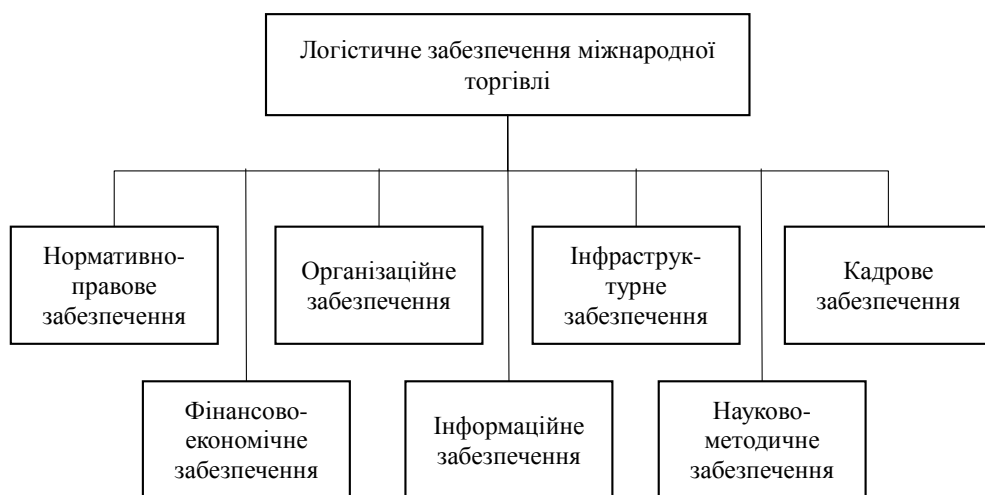 Логістичне забезпечення міжнародної
торгівлі
Нормативно-
правове
забезпечення
Організаційне
забезпечення
Інфраструк-
турне
забезпечення
Кадрове
забезпечення
Фінансово-
економічне
забезпечення
Інформаційне
забезпечення
Науково-
методичне
забезпечення